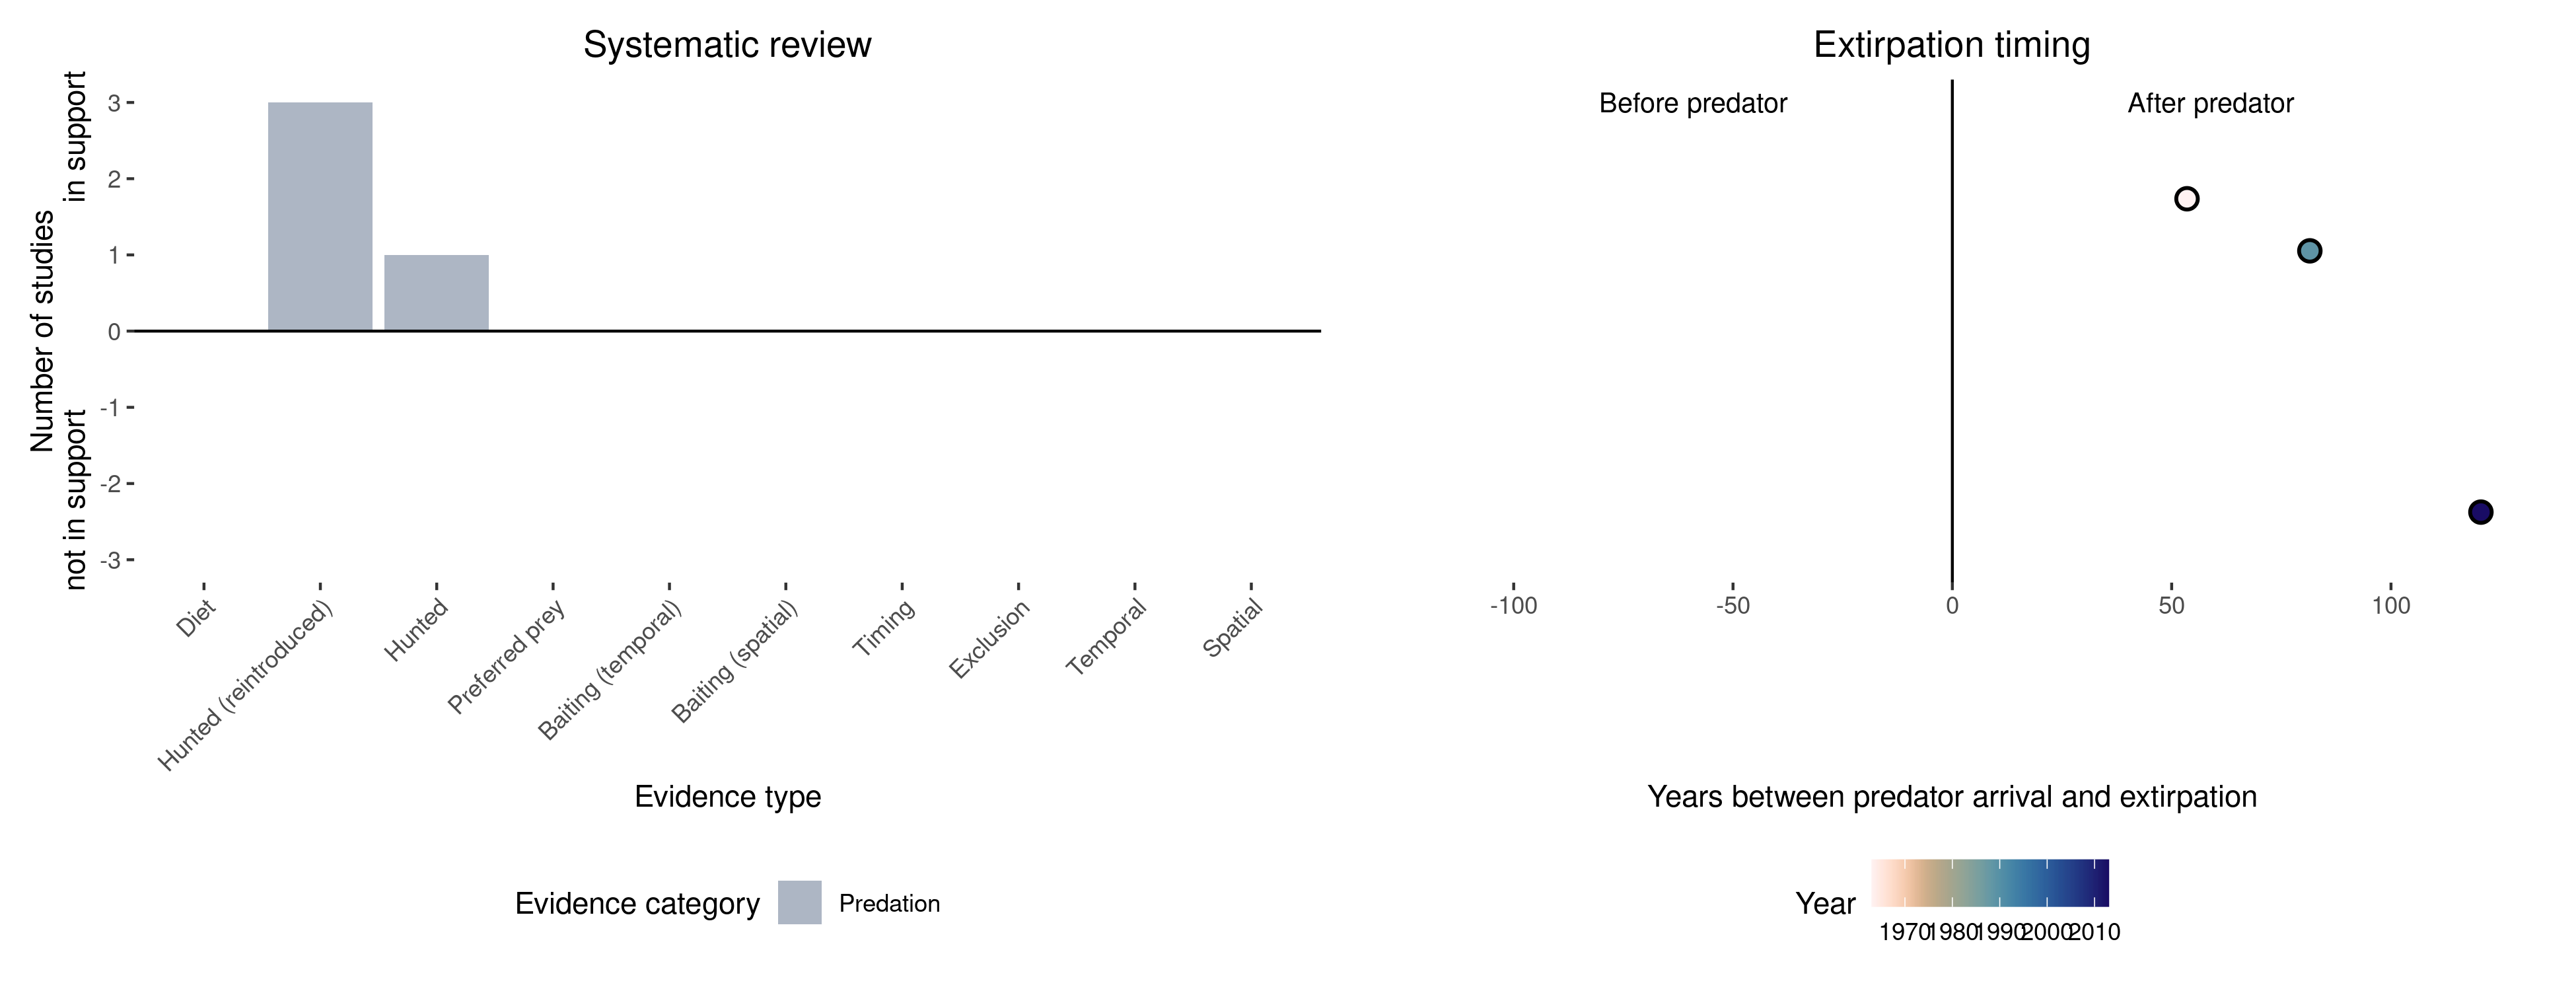 Systematic review
Number of studies
in support
not in support
3
2
1
0
-1
-2
-3
Diet
Hunted (reintroduced)
Hunted
Preferred prey
Baiting (temporal)
Baiting (spatial)
Timing
Exclusion
Temporal
Spatial
Evidence type
Evidence category
Predation
Extirpation timing
Before predator
After predator
-100
-50
0
50
100
Years between predator arrival and extirpation
Year
1970
1980
1990
2000
2010